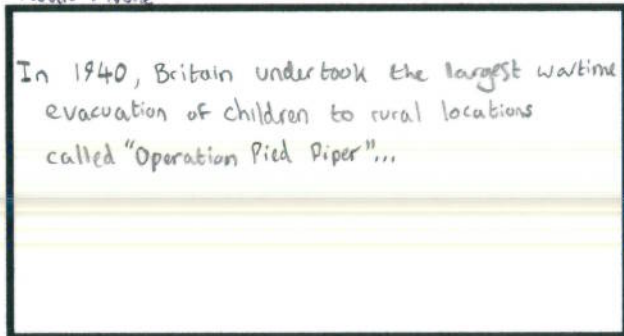 In 1940, Britain undertook the largest wartime
evacuation of children to rural locations
called "Operation Pied Piper"...